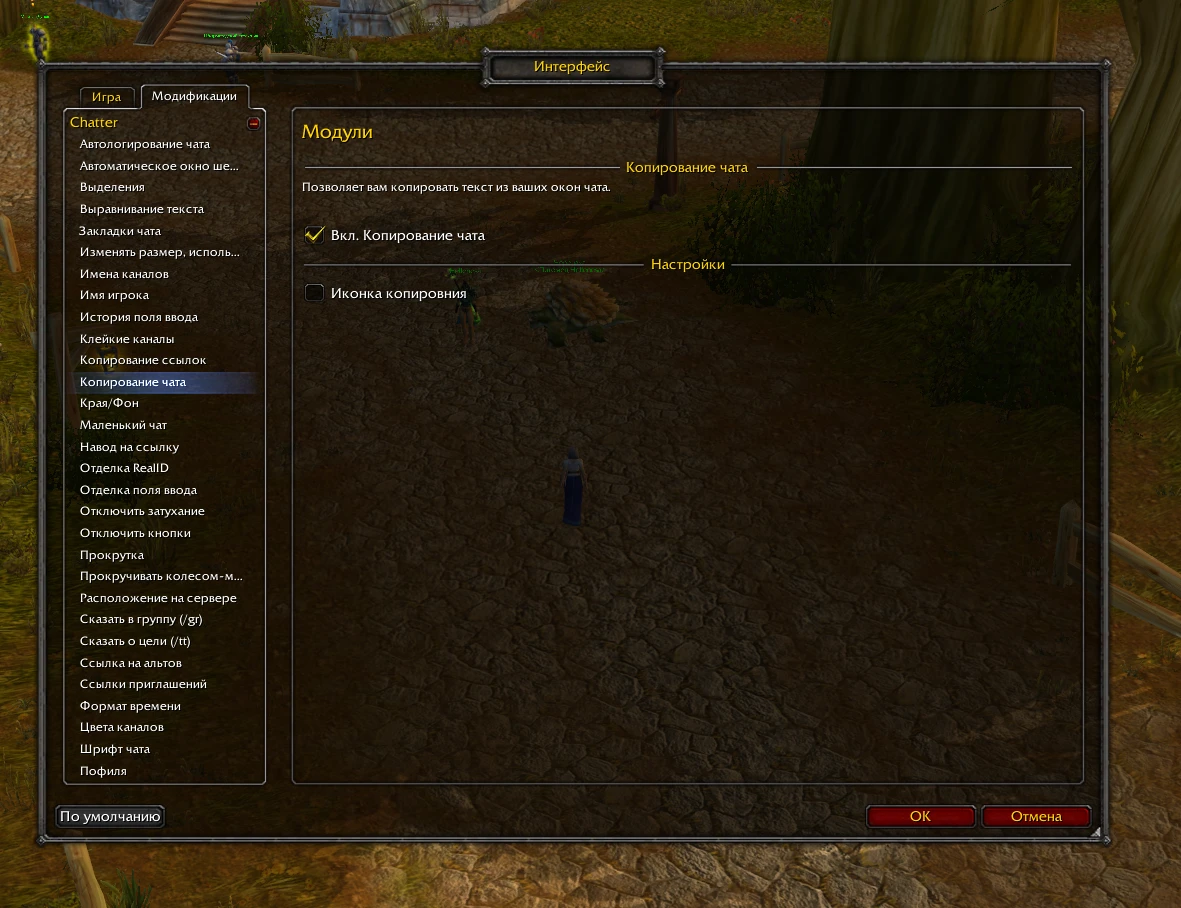 Интерфейс
Игра
Модификации
Chatter
Автологирование чата
Автоматическое окно ше...
Выделения
Выравнивание текста
Закладки чата
Изменять размер, исполь...
Имена каналов
Имя игрока
История поля ввода
Клейкие каналы
Копирование ссылок
Копирование чата
Края/Фон
Маленький чат
Навод на ссылку
Отделка RealID
Отделка поля ввода
Отключить затухание
Отключить кнопки
Прокрутка
Прокручивать колесом-м...
Расположение на сервере
Сказать в группу (/gr)
Сказать о цели (/tt)
Ссылка на альтов
Ссылки приглашений
Формат времени
Цвета каналов
Шрифт чата
Пофиля
Модули
Копирование чата
Позволяет вам копировать текст из ваших окон чата.
Вкл. Копирование чата
Настройки
Иконка копировния
По умолчанию
ОК
Отмена